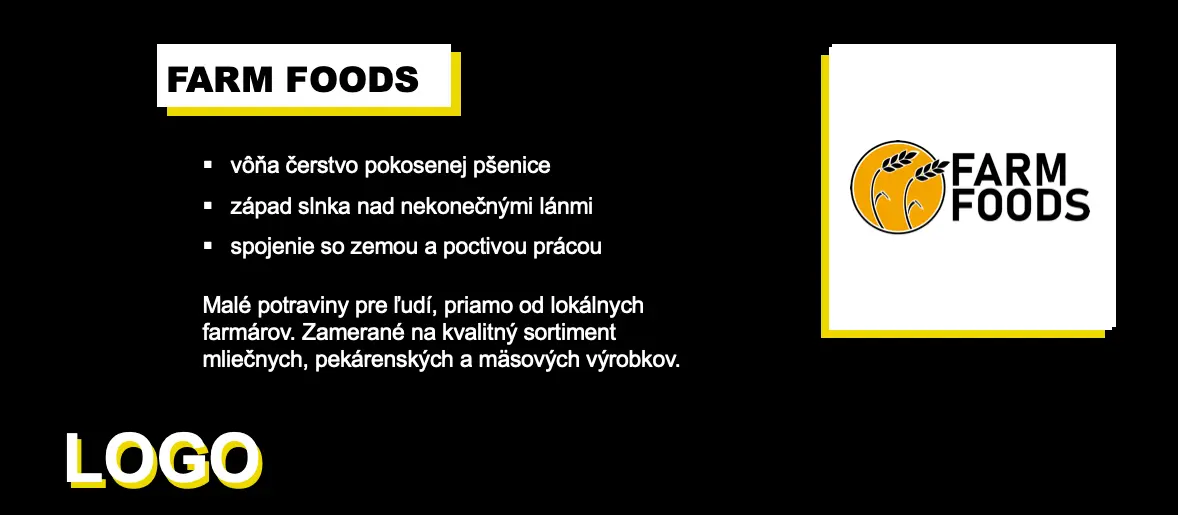 FARM FOODS
▪ vôňa čerstvo pokosenej pšenice
▪ západ slnka nad nekonečnými lánmi
▪ spojenie so zemou a poctivou prácou
Malé potraviny pre ľudí, priamo od lokálnych
farmárov. Zamerané na kvalitný sortiment
mliečnych, pekárenských a mäsových výrobkov.
FARM
FOODS
LOGO